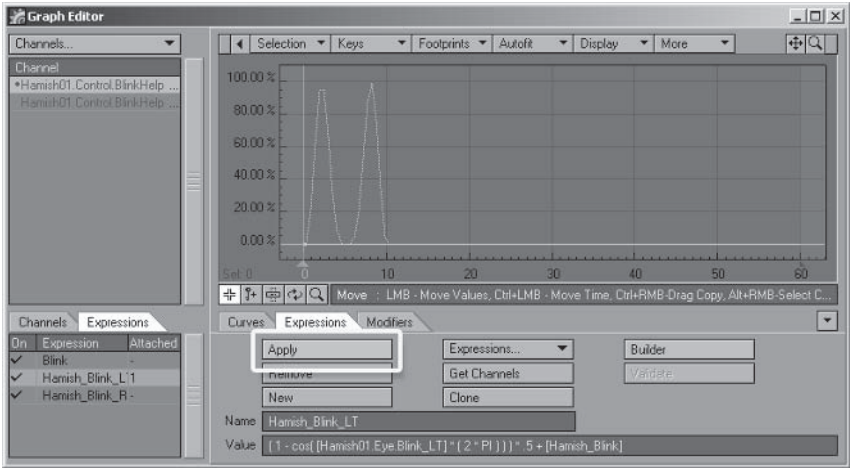 Graph Editor
Channels...
Selection Keys Footprints Autofit Display More
Channel
•Hamish01.Control.BlinkHelp ...
Hamish01.Control.BlinkHelp ...
100.00 %
80.00 %
60.00 %
40.00 %
20.00 %
0.00 %
Sel: 0
0 10 20 30 40 50 60
Move : LMB - Move Values, Ctrl+LMB - Move Time, Ctrl+RMB-Drag Copy, Alt+RMB-Select C...
Channels Expressions
Curves Expressions Modifiers
On Expression Attached
Blink -
Hamish_Blink_L 1
Hamish_Blink_R -
Apply Expressions... Builder
Remove Get Channels Validate
New Clone
Name Hamish_Blink_LT
Value (1 - cos( [Hamish01.Eye.Blink_LT] * ( 2 * PI ) ) ) * .5 + [Hamish_Blink]